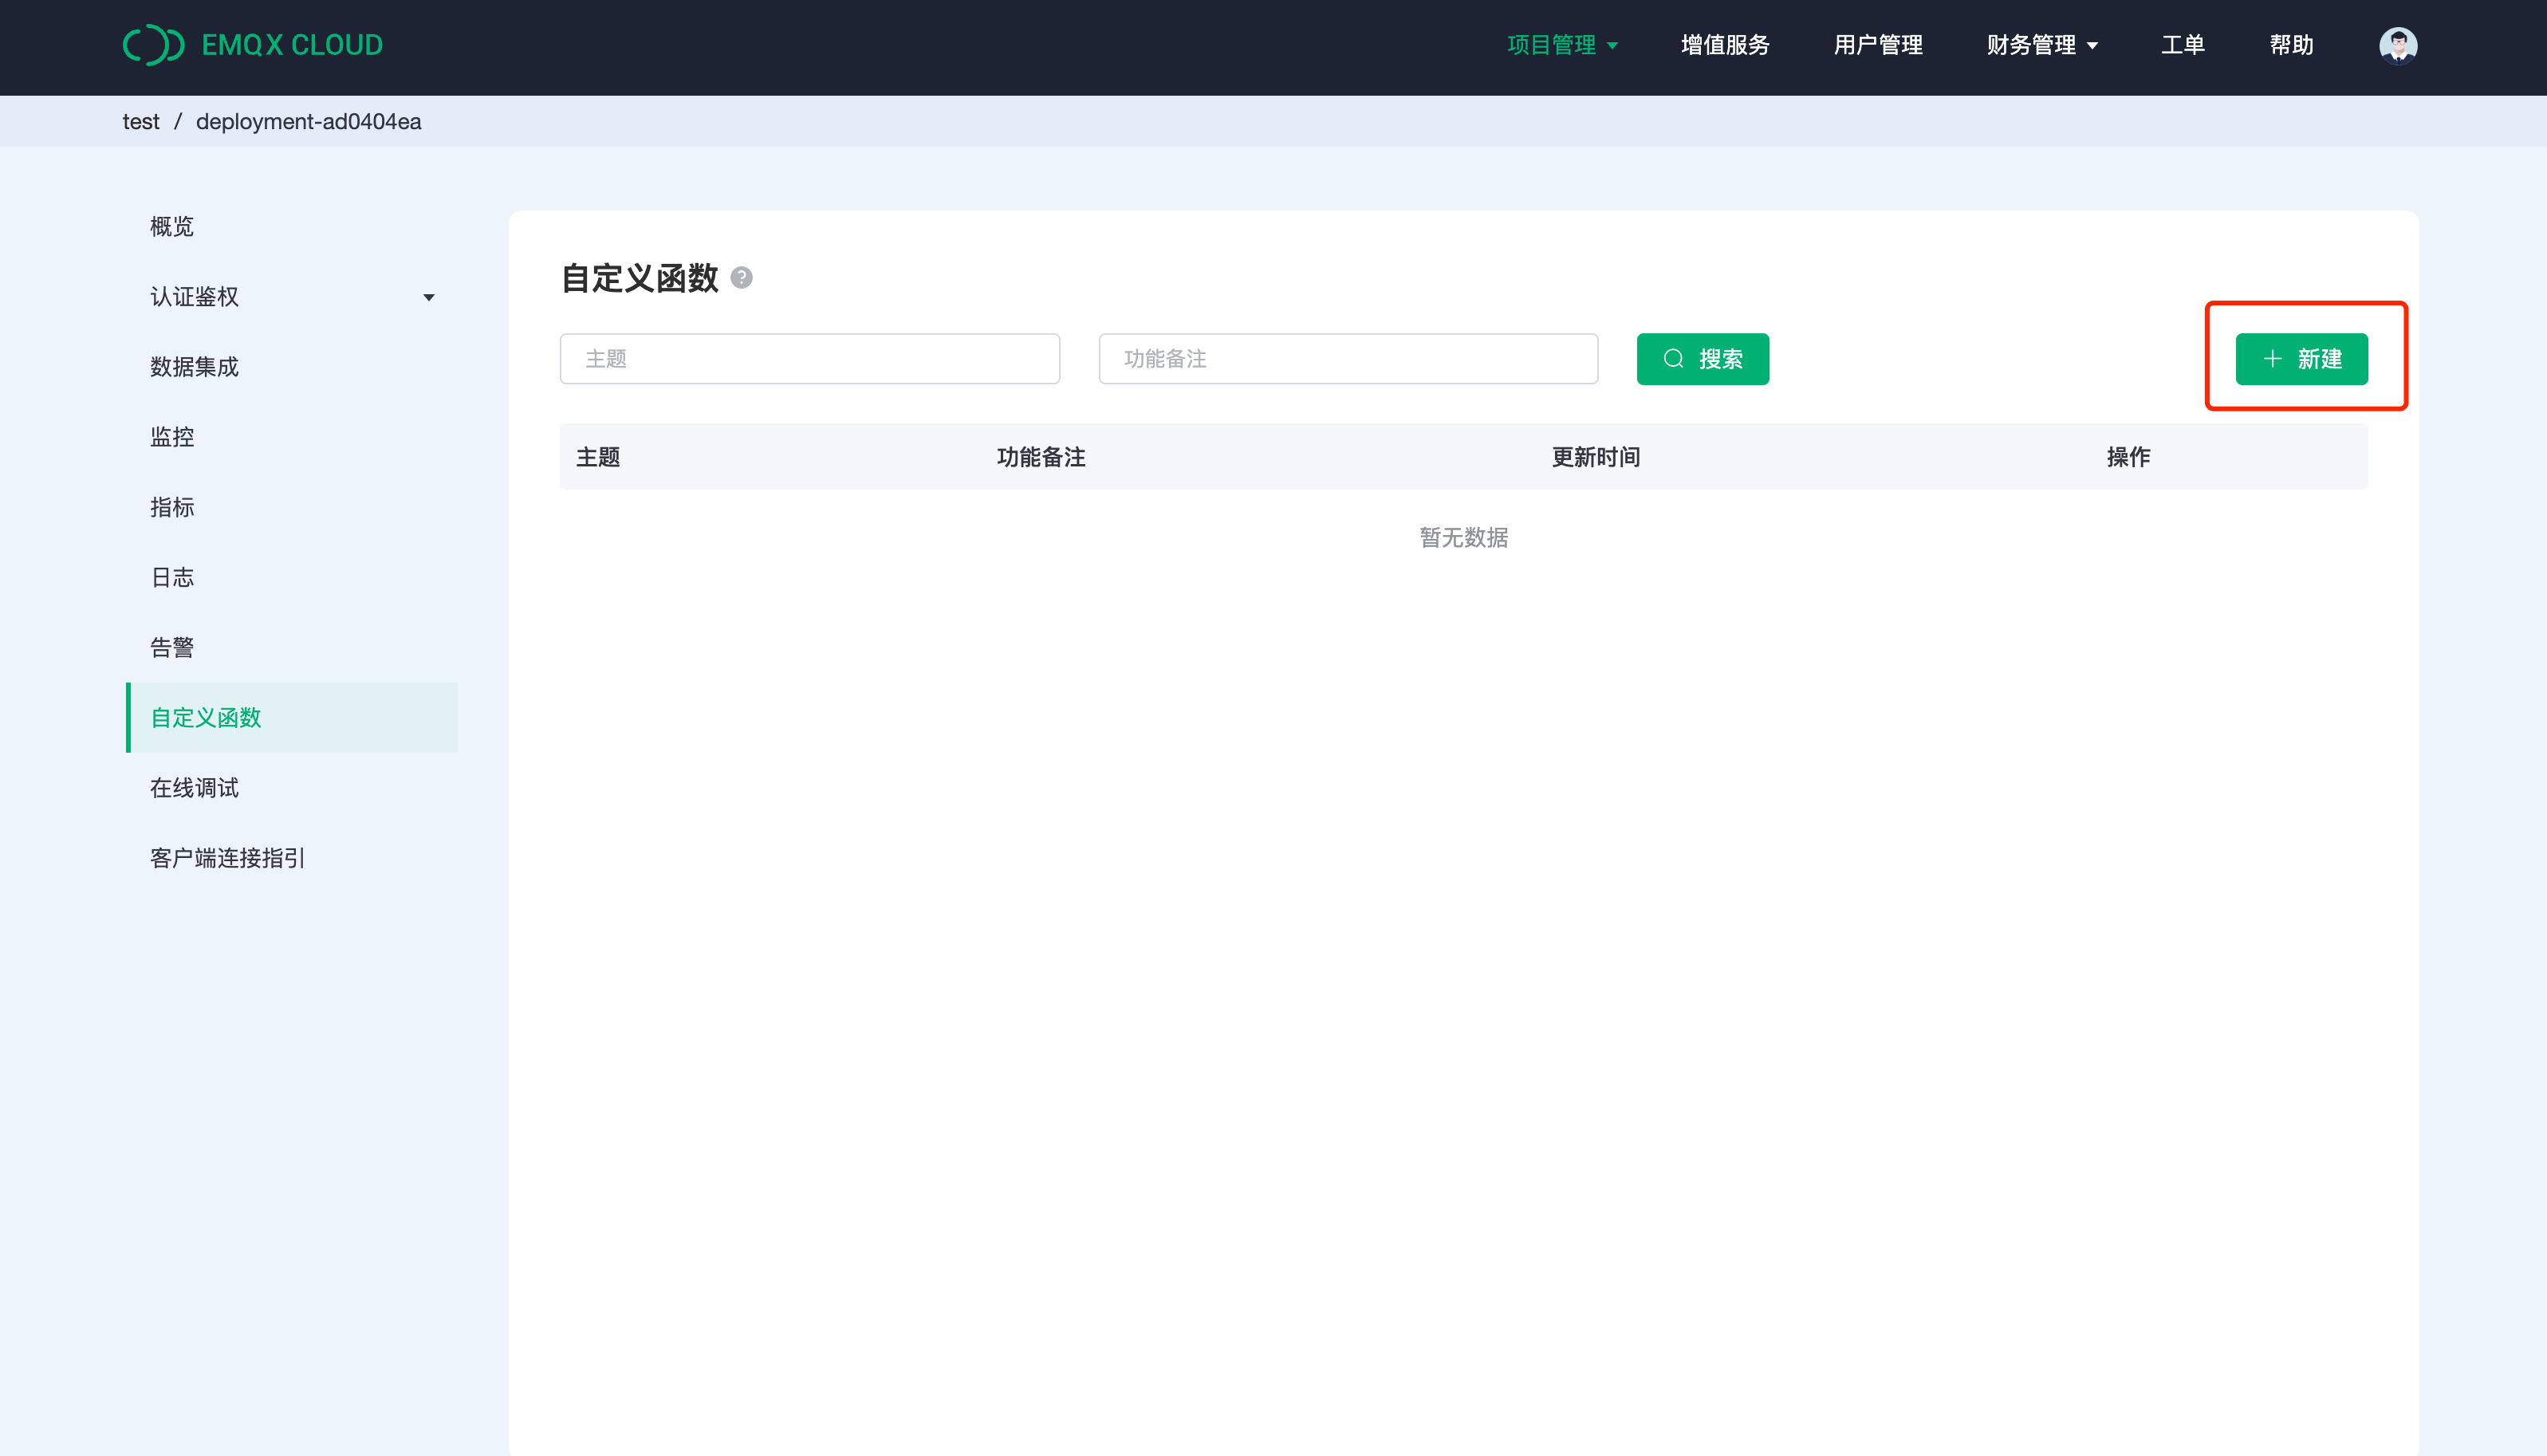 EMQX CLOUD
项目管理 增值服务 用户管理 财务管理 工单 帮助
test / deployment-ad0404ea
概览
认证鉴权
数据集成
监控
指标
日志
告警
自定义函数
在线调试
客户端连接指引
自定义函数 ?
主题 功能备注 搜索 新建
主题 功能备注 更新时间 操作
暂无数据